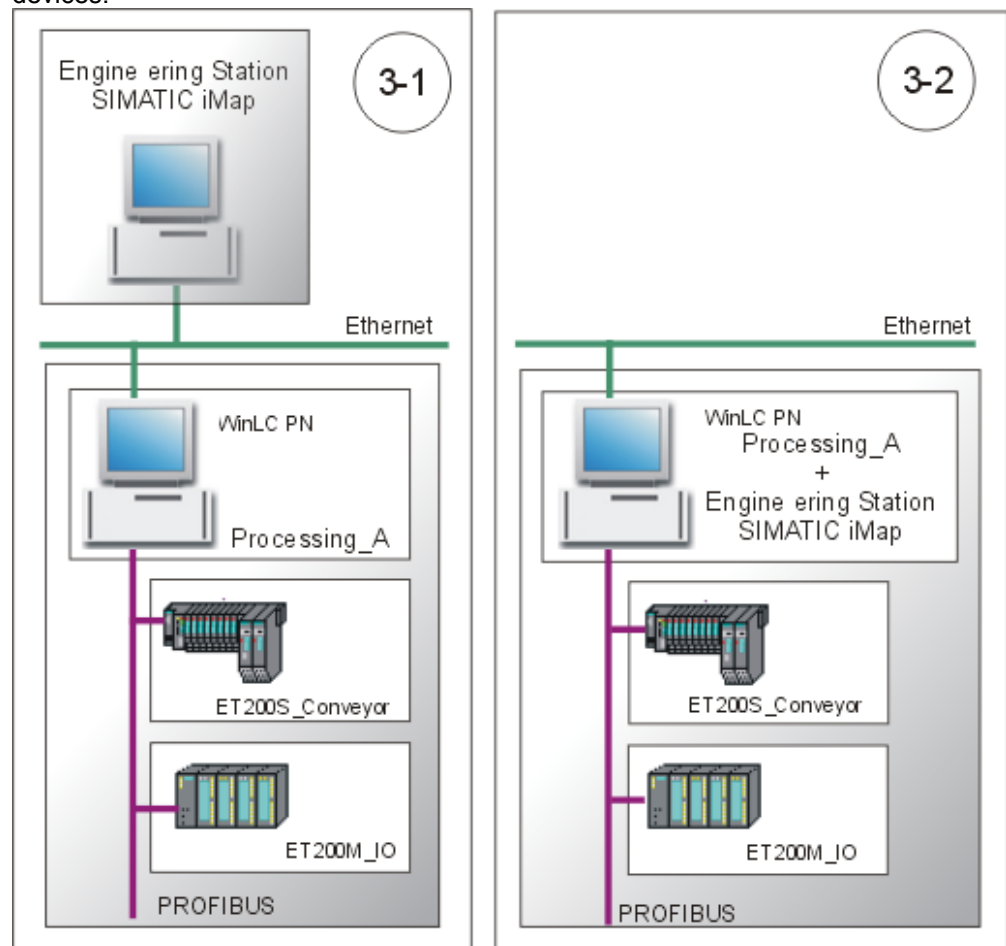 devices.
Engine ering Station
SIMATIC iMap
3-1
Ethernet
WinLC PN
Processing_A
ET200S_Conveyor
ET200M_IO
PROFIBUS
3-2
Ethernet
WinLC PN
Processing_A
+
Engine ering Station
SIMATIC iMap
ET200S_Conveyor
ET200M_IO
PROFIBUS